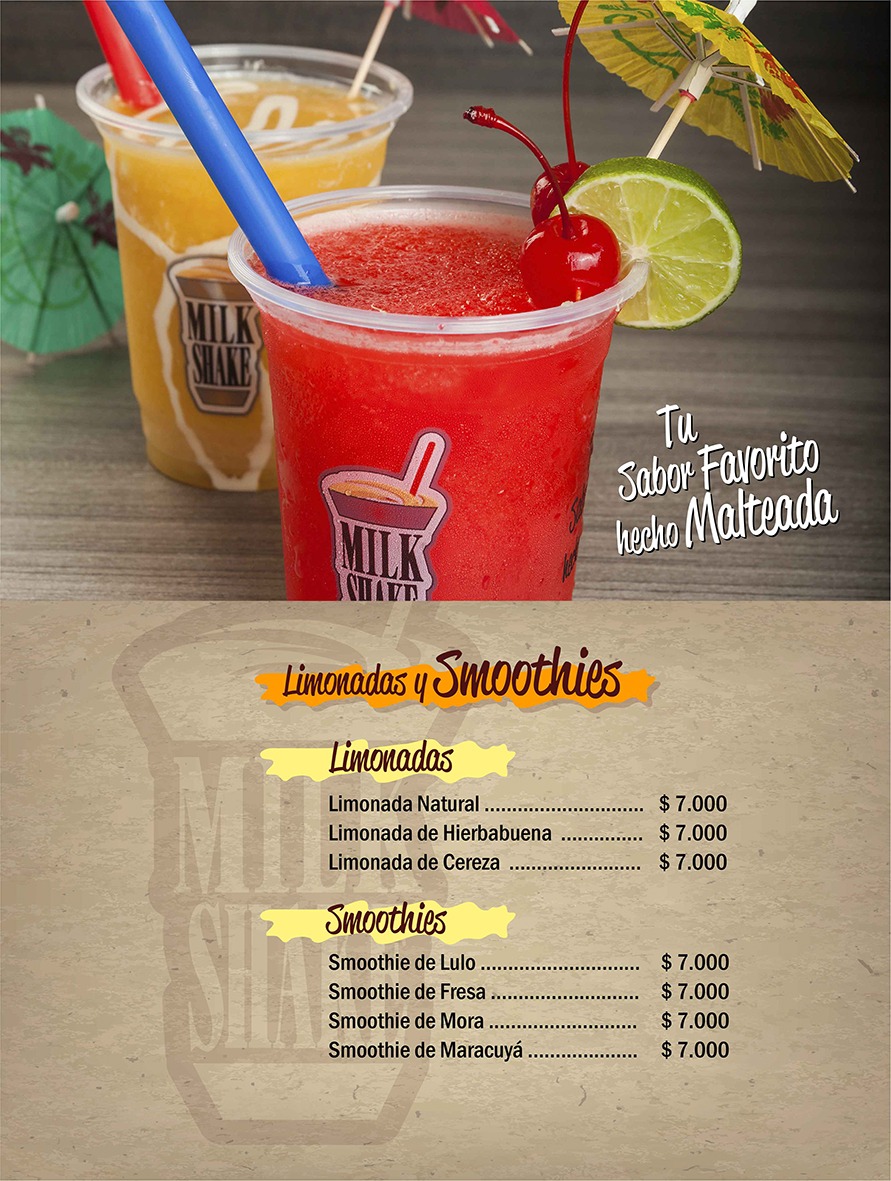 MILK
SHAKE
MILK
SHAKE
Tu
Sabor Favorito
hecho Malteada
Limonadas y Smoothies
Limonadas
Limonada Natural ............................. $ 7.000
Limonada de Hierbabuena ............... $ 7.000
Limonada de Cereza ........................ $ 7.000
Smoothies
Smoothie de Lulo ............................. $ 7.000
Smoothie de Fresa ........................... $ 7.000
Smoothie de Mora ........................... $ 7.000
Smoothie de Maracuyá .................... $ 7.000
MILK
SHAKE